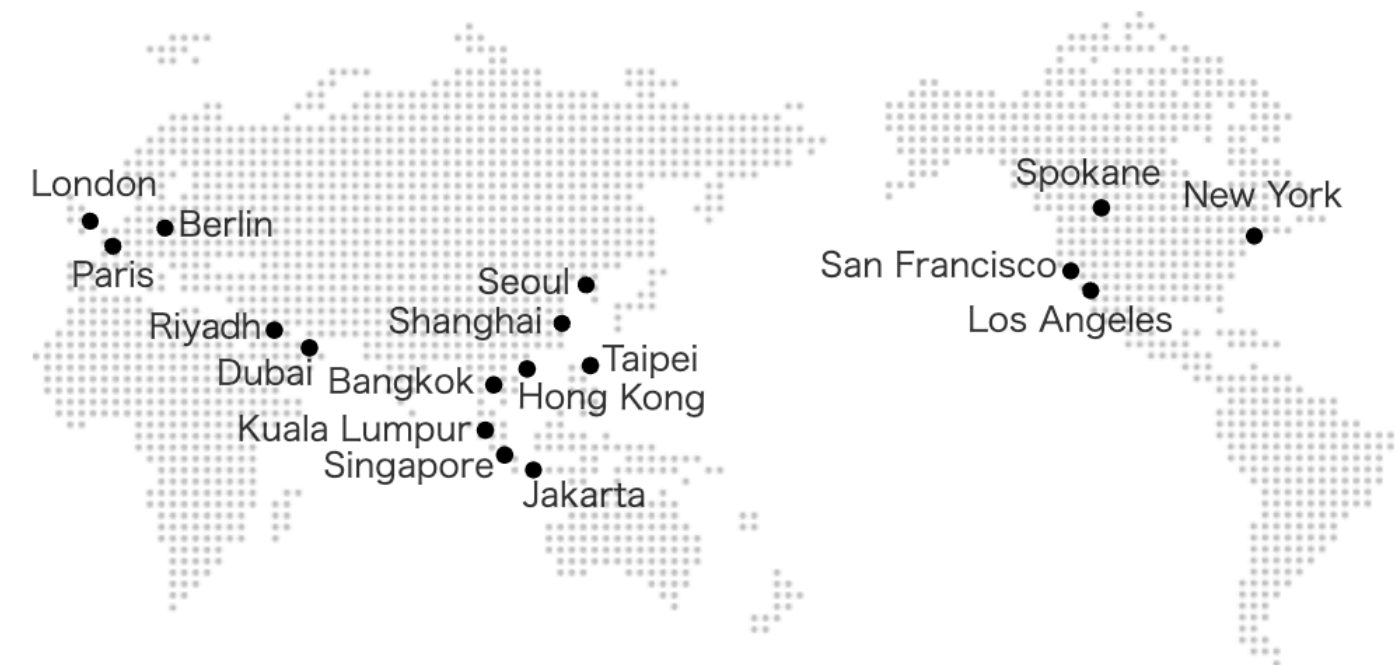 London
Berlin
Paris
Riyadh
Dubai
Seoul
Shanghai
Taipei
Bangkok
Hong Kong
Kuala Lumpur
Singapore
Jakarta
Spokane
New York
San Francisco
Los Angeles